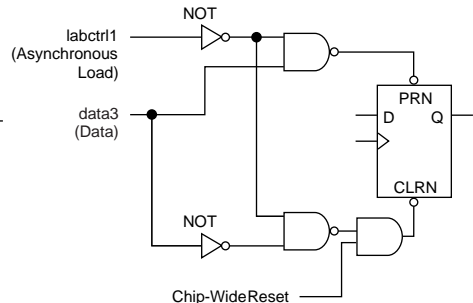 NOT
labctrl1
(Asynchronous
Load)
PRN
data3
(Data)
D
Q
CLRN
NOT
Chip-WideReset